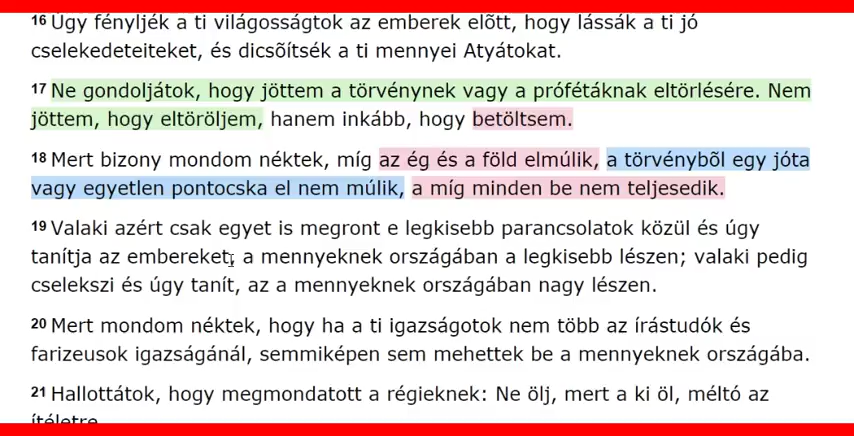 16 Úgy fényljék a ti világosságtok az emberek elõtt, hogy lássák a ti jó
cselekedeteiteket, és dicsõítsék a ti mennyei Atyátokat.
17 Ne gondoljátok, hogy jöttem a törvénynek vagy a prófétáknak eltörlésére. Nem
jöttem, hogy eltöröljem, hanem inkább, hogy betöltsem.
18 Mert bizony mondom néktek, míg az ég és a föld elmúlik, a törvénybõl egy jóta
vagy egyetlen pontocska el nem múlik, a míg minden be nem teljesedik.
19 Valaki azért csak egyet is megront e legkisebb parancsolatok közül és úgy
tanítja az embereket, a mennyeknek országában a legkisebb lészen; valaki pedig
cselekszi és úgy tanít, az a mennyeknek országában nagy lészen.
20 Mert mondom néktek, hogy ha a ti igazságotok nem több az írástudók és
farizeusok igazságánál, semmiképen sem mehettek be a mennyeknek országába.
21 Hallottátok, hogy megmondatott a régieknek: Ne ölj, mert a ki öl, méltó az
ítéletre